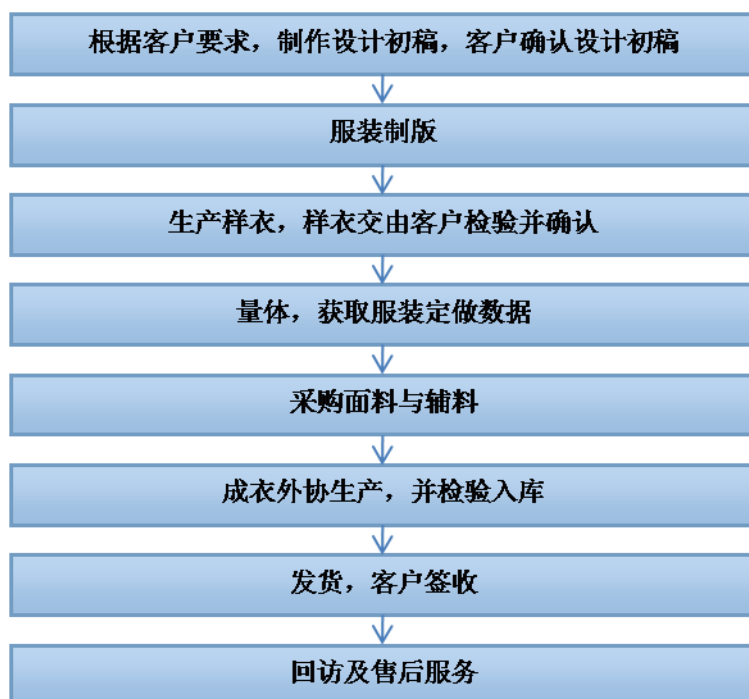 根据客户要求，制作设计初稿，客户确认设计初稿
服装制版
生产样衣，样衣交由客户检验并确认
量体，获取服装定做数据
采购面料与辅料
成衣外协生产，并检验入库
发货，客户签收
回访及售后服务